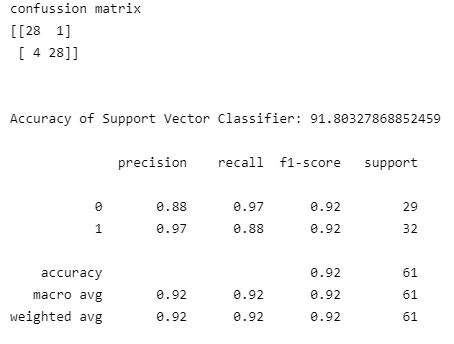 confussion matrix
[[28  1]
 [ 4 28]]
Accuracy of Support Vector Classifier: 91.80327868852459
precision    recall  f1-score   support
0       0.88      0.97      0.92        29
1       0.97      0.88      0.92        32
accuracy                           0.92        61
macro avg       0.92      0.92      0.92        61
weighted avg       0.92      0.92      0.92        61